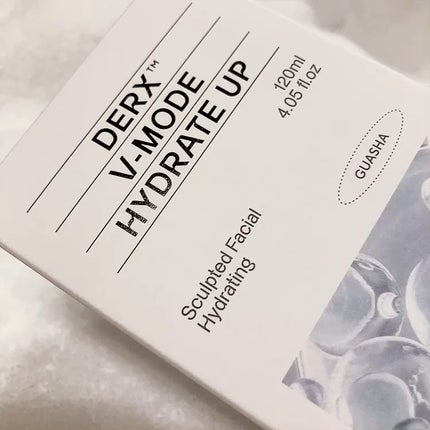 DERX™
V-MODE
HYDRATE UP
120ml
4.05 fl.oz
GUASHA
Sculpted Facial
Hydrating